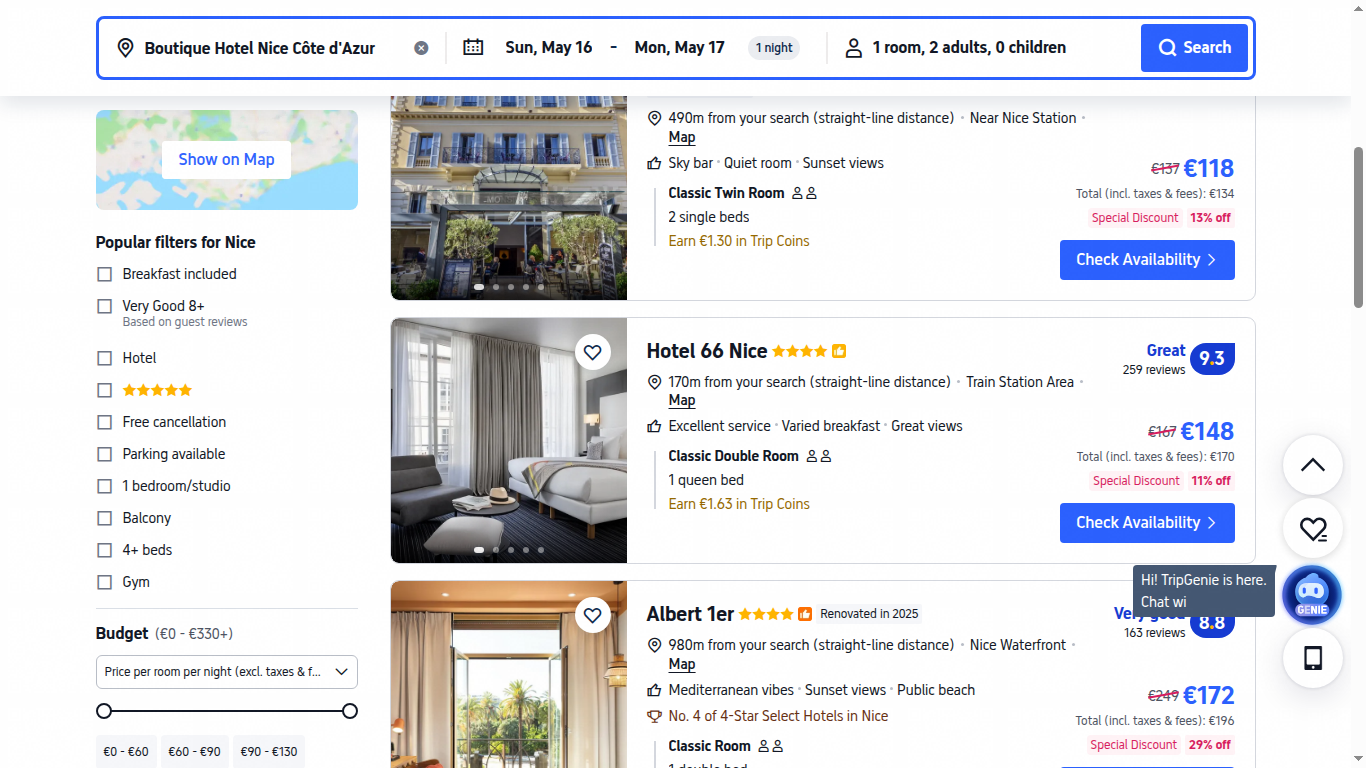 Boutique Hotel Nice Côte d'Azur
Sun, May 16 - Mon, May 17 1 night
1 room, 2 adults, 0 children
Search
Show on Map
Popular filters for Nice
Breakfast included
Very Good 8+
Based on guest reviews
Hotel
Free cancellation
Parking available
1 bedroom/studio
Balcony
4+ beds
Gym
Budget (€0 - €330+)
Price per room per night (excl. taxes & f...
€0 - €60 €60 - €90 €90 - €130
490m from your search (straight-line distance) · Near Nice Station ·
Map
Sky bar · Quiet room · Sunset views
Classic Twin Room
2 single beds
Earn €1.30 in Trip Coins
€137 €118
Total (incl. taxes & fees): €134
Special Discount 13% off
Check Availability
Hotel 66 Nice
Great
259 reviews
9.3
170m from your search (straight-line distance) · Train Station Area ·
Map
Excellent service · Varied breakfast · Great views
Classic Double Room
1 queen bed
Earn €1.63 in Trip Coins
€167 €148
Total (incl. taxes & fees): €170
Special Discount 11% off
Check Availability
Albert 1er Renovated in 2025
Very good
163 reviews
8.8
980m from your search (straight-line distance) · Nice Waterfront ·
Map
Mediterranean vibes · Sunset views · Public beach
No. 4 of 4-Star Select Hotels in Nice
Classic Room
1 double bed
€249 €172
Total (incl. taxes & fees): €196
Special Discount 29% off
Hi! TripGenie is here.
Chat wi
GENIE